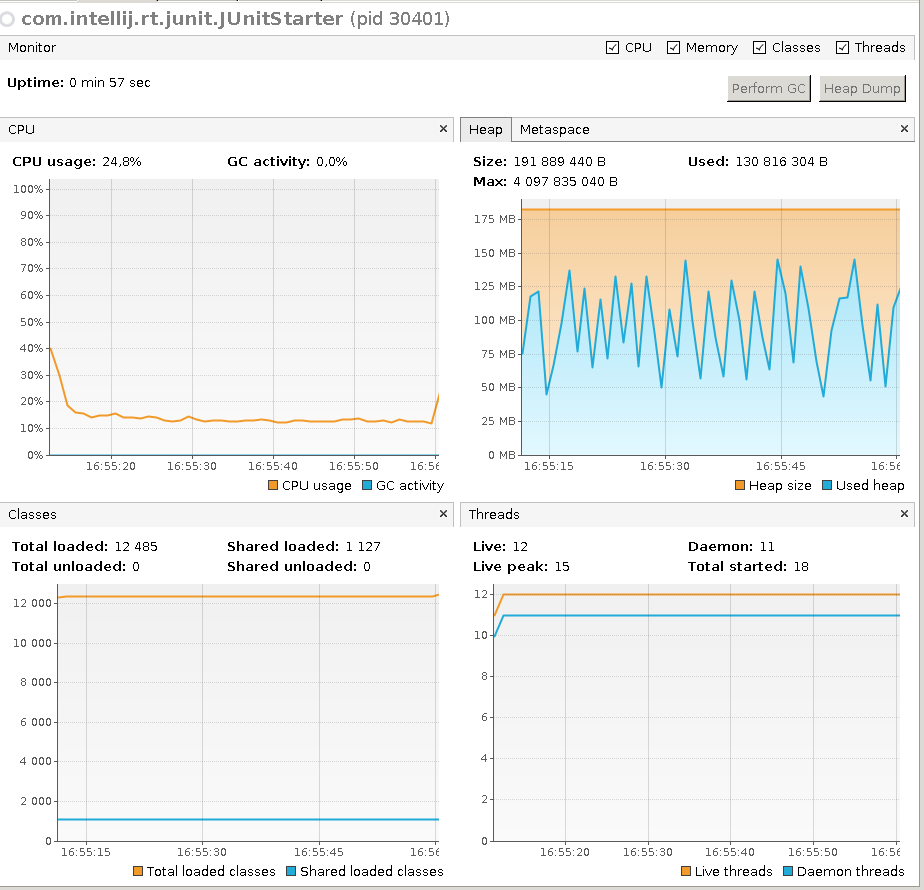 com.intellij.rt.junit.JUnitStarter (pid 30401)
Monitor
CPU Memory Classes Threads
Uptime: 0 min 57 sec
Perform GC Heap Dump
CPU
CPU usage: 24,8% GC activity: 0,0%
100%
90%
80%
70%
60%
50%
40%
30%
20%
10%
0%
16:55:20 16:55:30 16:55:40 16:55:50 16:56
CPU usage GC activity
Heap Metaspace
Size: 191 889 440 B Used: 130 816 304 B
Max: 4 097 835 040 B
175 MB
150 MB
125 MB
100 MB
75 MB
50 MB
25 MB
0 MB
16:55:15 16:55:30 16:55:45 16:56
Heap size Used heap
Classes
Total loaded: 12 485 Shared loaded: 1 127
Total unloaded: 0 Shared unloaded: 0
12 000
10 000
8 000
6 000
4 000
2 000
0
16:55:15 16:55:30 16:55:45 16:56
Total loaded classes Shared loaded classes
Threads
Live: 12 Daemon: 11
Live peak: 15 Total started: 18
12
10
8
6
4
2
0
16:55:20 16:55:30 16:55:40 16:55:50 16:56
Live threads Daemon threads